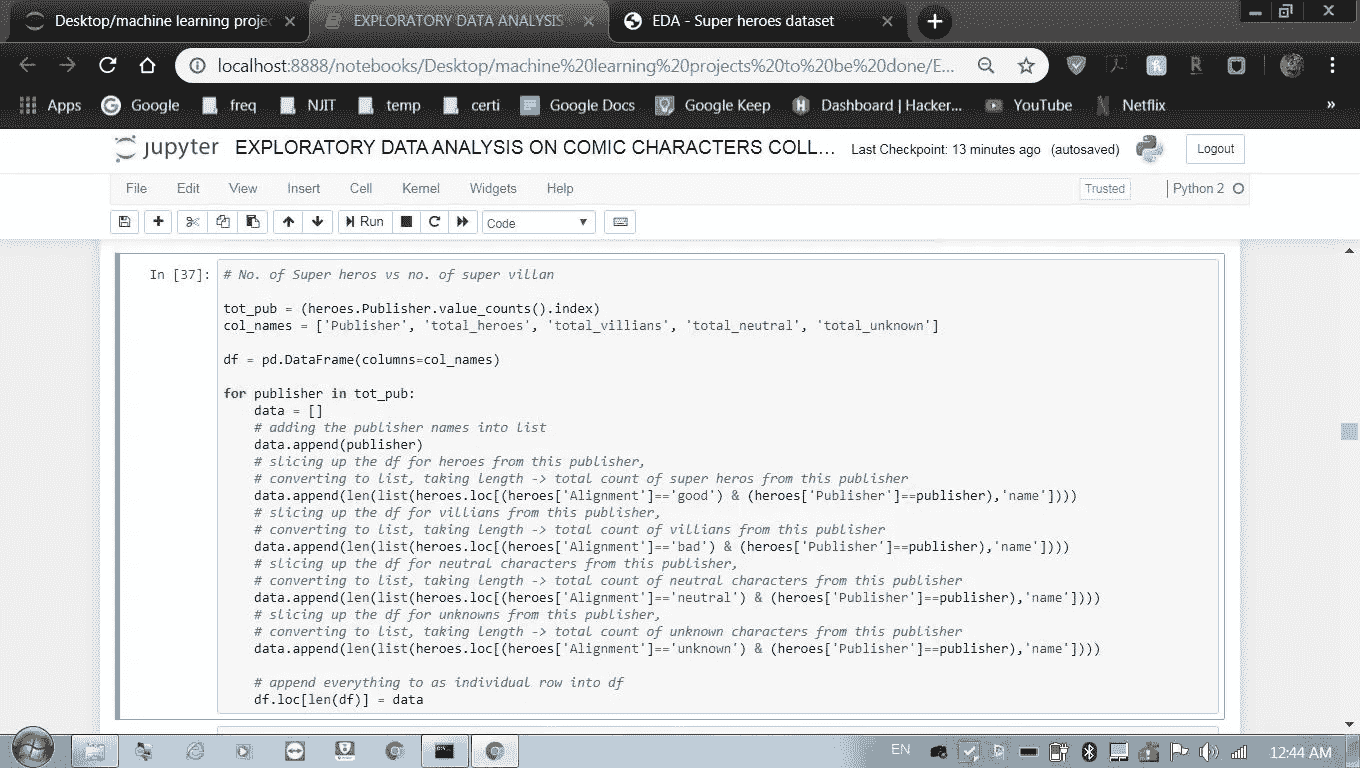 Desktop/machine learning proje
EXPLORATORY DATA ANALYSIS
EDA - Super heroes dataset
localhost:8888/notebooks/Desktop/machine%20learning%20projects%20to%20be%20done/E...
Apps
Google
freq
NJIT
temp
certi
Google Docs
Google Keep
Dashboard | Hacker...
YouTube
Netflix
»
jupyter EXPLORATORY DATA ANALYSIS ON COMIC CHARACTERS COLL... Last Checkpoint: 13 minutes ago (autosaved)
Logout
File Edit View Insert Cell Kernel Widgets Help
Trusted
Python 2
Run
Code
In [37]:
# No. of Super heros vs no. of super villan
tot_pub = (heroes.Publisher.value_counts().index)
col_names = ['Publisher', 'total_heroes', 'total_villians', 'total_neutral', 'total_unknown']
df = pd.DataFrame(columns=col_names)
for publisher in tot_pub:
data = []
# adding the publisher names into list
data.append(publisher)
# slicing up the df for heroes from this publisher,
# converting to list, taking length -> total count of super heros from this publisher
data.append(len(list(heroes.loc[(heroes['Alignment']=='good') & (heroes['Publisher']==publisher),'name'])))
# slicing up the df for villians from this publisher,
# converting to list, taking length -> total count of villians from this publisher
data.append(len(list(heroes.loc[(heroes['Alignment']=='bad') & (heroes['Publisher']==publisher),'name'])))
# slicing up the df for neutral characters from this publisher,
# converting to list, taking length -> total count of neutral characters from this publisher
data.append(len(list(heroes.loc[(heroes['Alignment']=='neutral') & (heroes['Publisher']==publisher),'name'])))
# slicing up the df for unknowns from this publisher,
# converting to list, taking length -> total count of unknown characters from this publisher
data.append(len(list(heroes.loc[(heroes['Alignment']=='unknown') & (heroes['Publisher']==publisher),'name'])))
# append everything to as individual row into df
df.loc[len(df)] = data
EN
12:44 AM